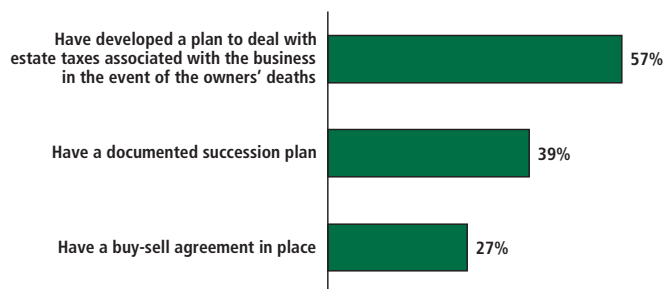 Have developed a plan to deal with
estate taxes associated with the business
in the event of the owners’ deaths
57%
Have a documented succession plan
39%
Have a buy-sell agreement in place
27%